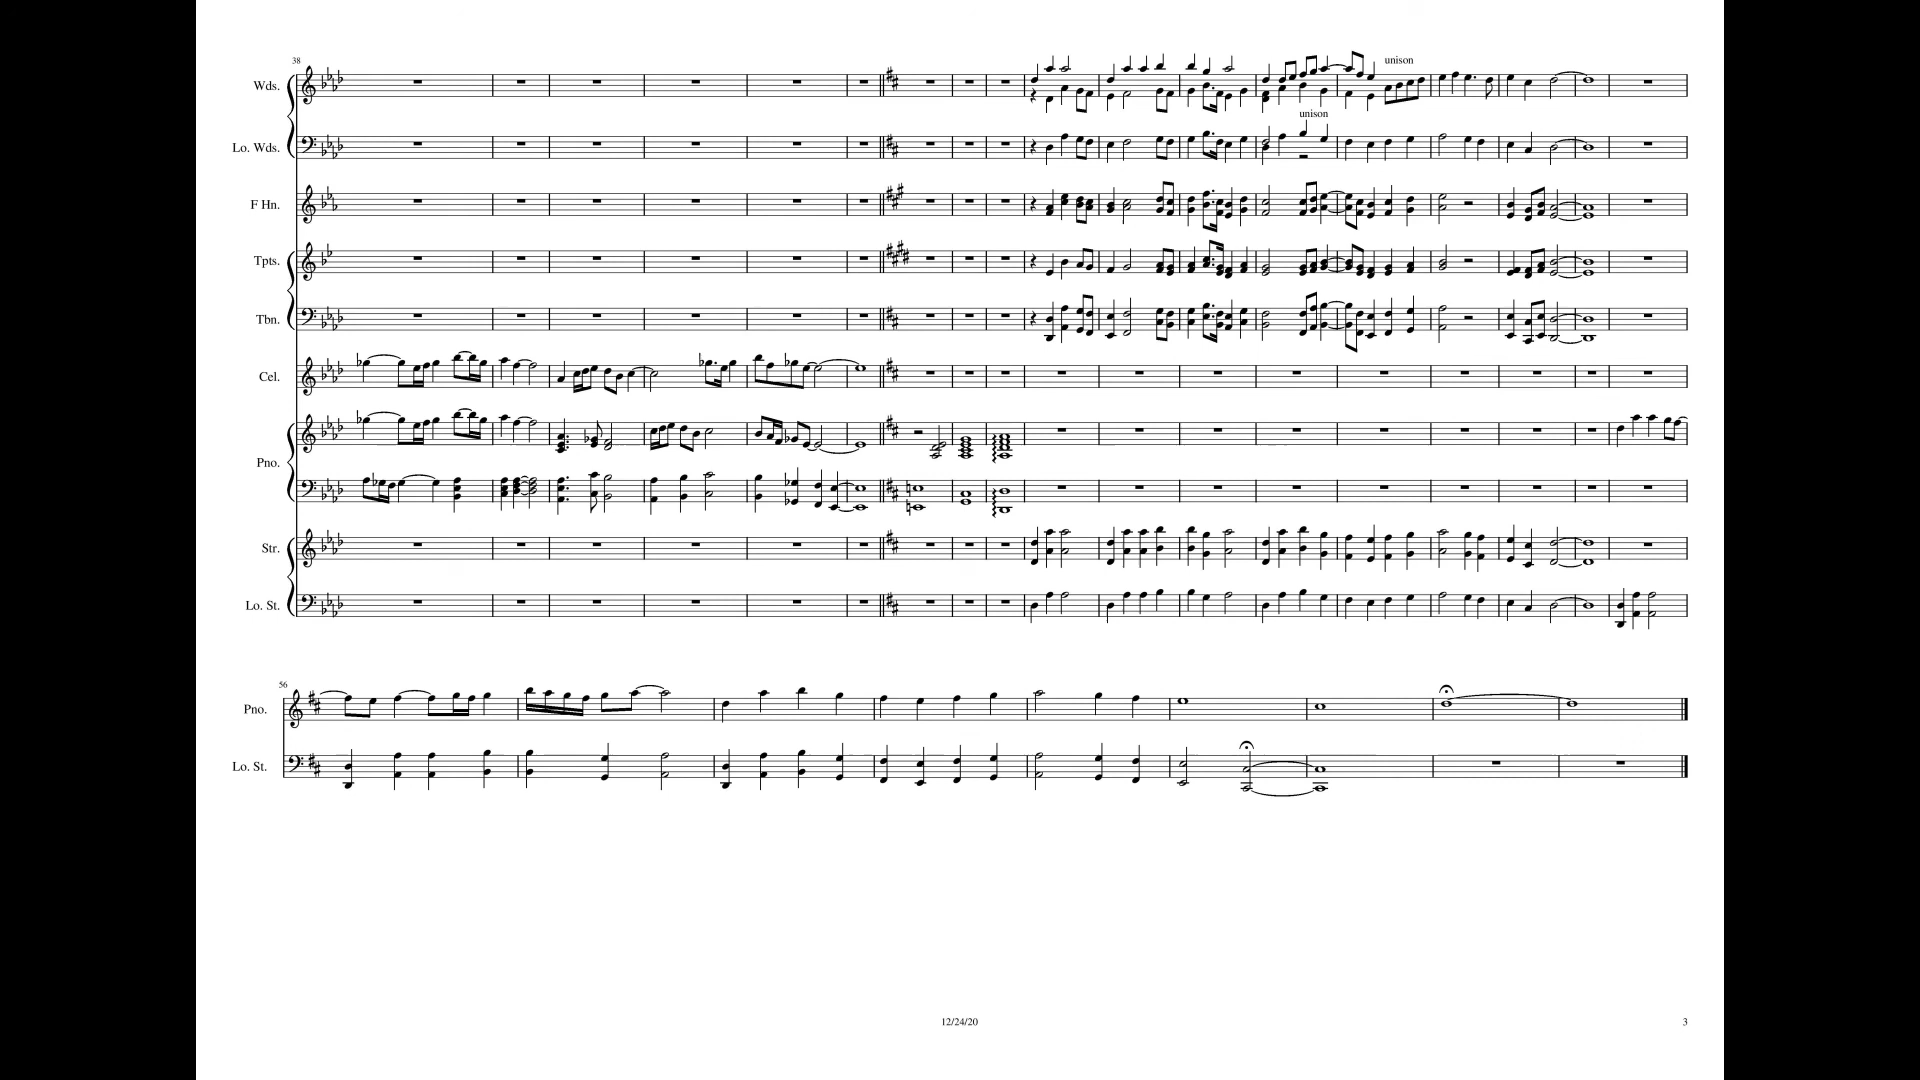 38
Wds.
unison
unison
Lo. Wds.
F Hn.
Tpts.
Tbn.
Cel.
Pno.
Str.
Lo. St.
56
Pno.
Lo. St.
12/24/20
3